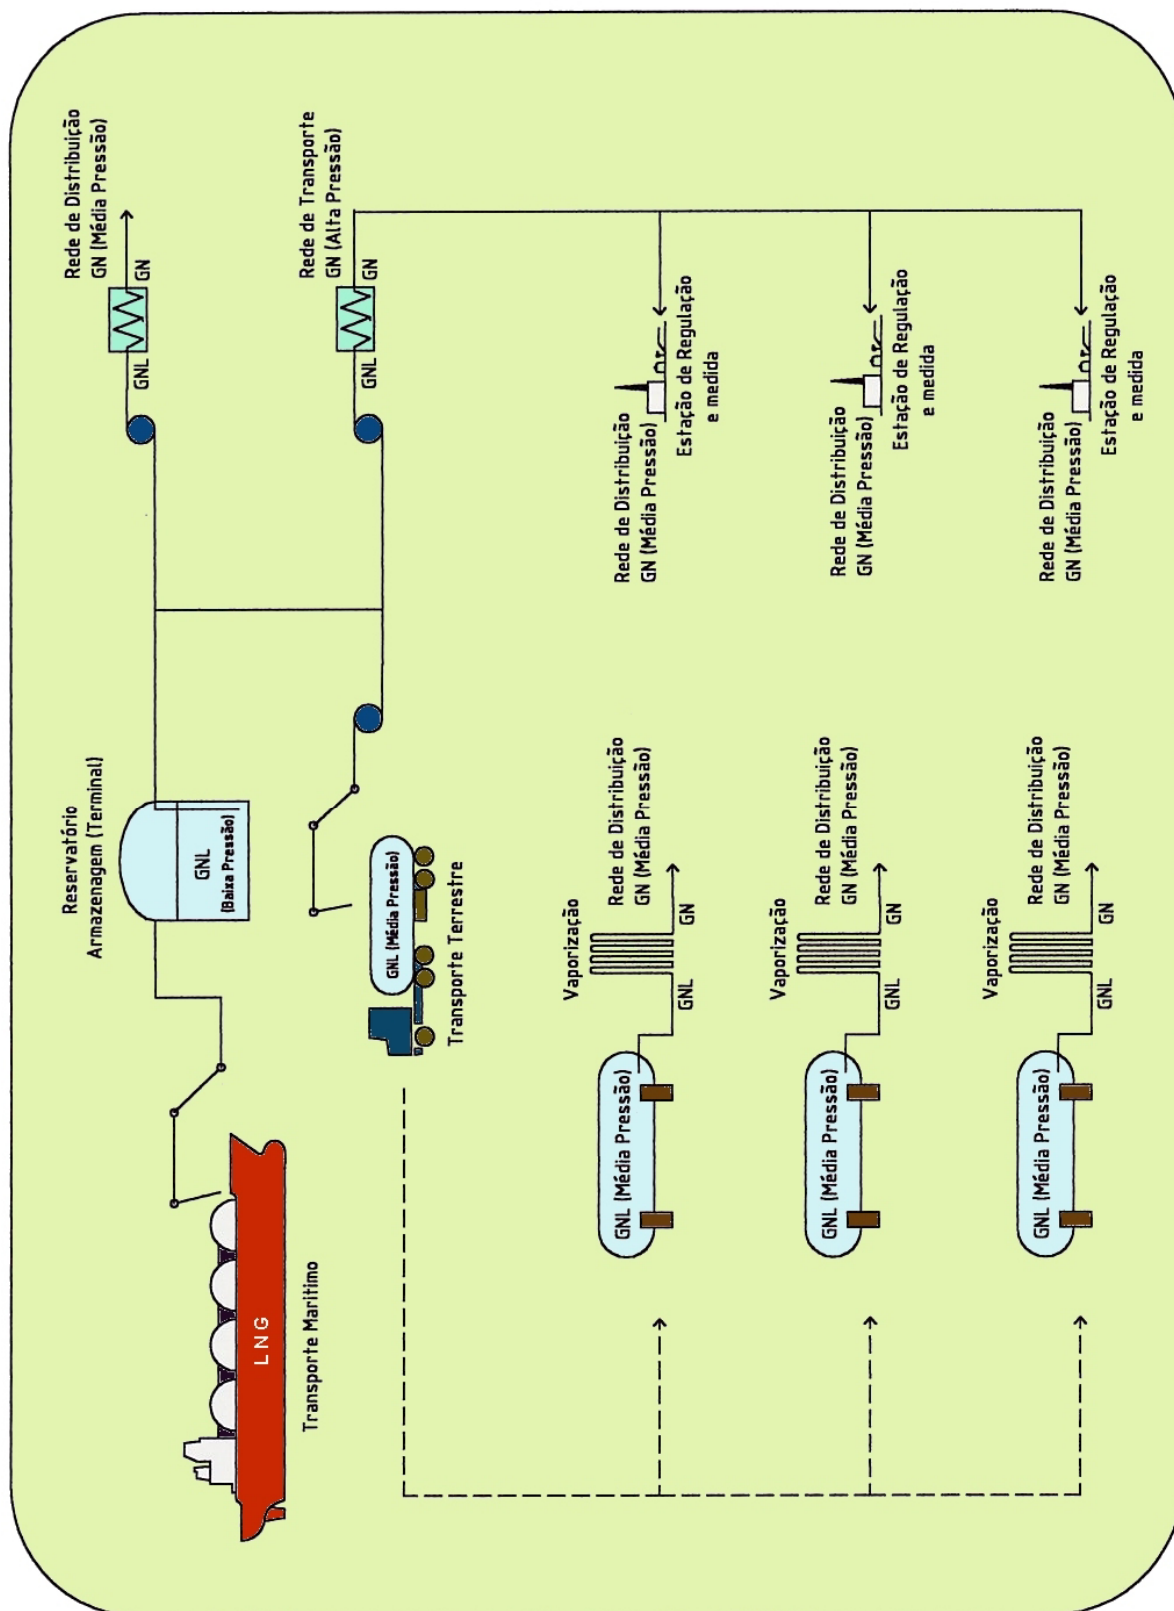 Reservatório
Armazenagem (Terminal)
GNL
(Baixa Pressão)
GNL
GN
Rede de Distribuição
GN (Média Pressão)
LNG
Transporte Maritimo
GNL (Média Pressão)
Transporte Terrestre
GNL
GN
Rede de Transporte
GN (Alta Pressão)
GNL (Média Pressão)
Vaporização
GNL
GN
Rede de Distribuição
GN (Média Pressão)
Rede de Distribuição
GN (Média Pressão)
Estação de Regulação
e medida
GNL (Média Pressão)
Vaporização
GNL
GN
Rede de Distribuição
GN (Média Pressão)
Rede de Distribuição
GN (Média Pressão)
Estação de Regulação
e medida
GNL (Média Pressão)
Vaporização
GNL
GN
Rede de Distribuição
GN (Média Pressão)
Rede de Distribuição
GN (Média Pressão)
Estação de Regulação
e medida